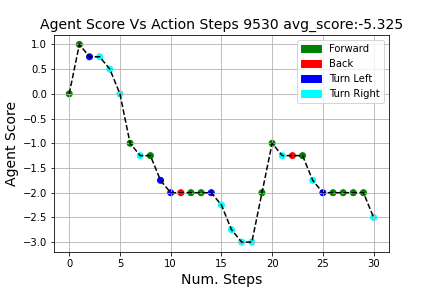 Agent Score Vs Action Steps 9530 avg_score:-5.325
1.0
0.5
0.0
−0.5
−1.0
−1.5
−2.0
−2.5
−3.0
Agent Score
Forward
Back
Turn Left
Turn Right
0 5 10 15 20 25 30
Num. Steps